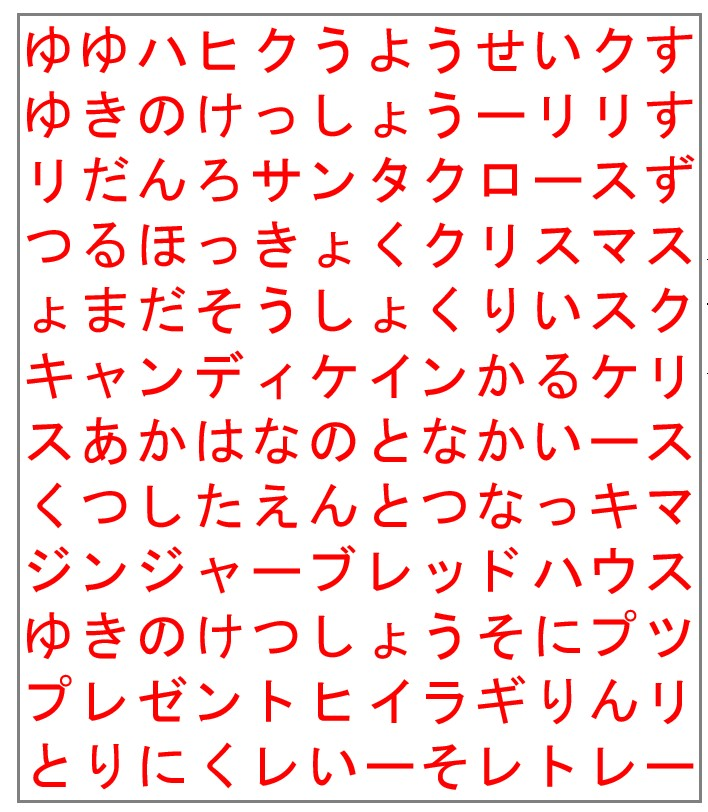 ゆゆハヒクうようせいクす
ゆきのけっしょうーリリす
リだんろサンタクロースず
つるほっきょくクリスマス
ょまだそうしょくりいスク
キャンディケインかるケリ
スあかはなのとなかいース
くつしたえんとつなっキマ
ジンジャーブレッドハウス
ゆきのけつしょうそにプツ
プレゼントヒイラギりんリ
とりにくレいーそレトレー